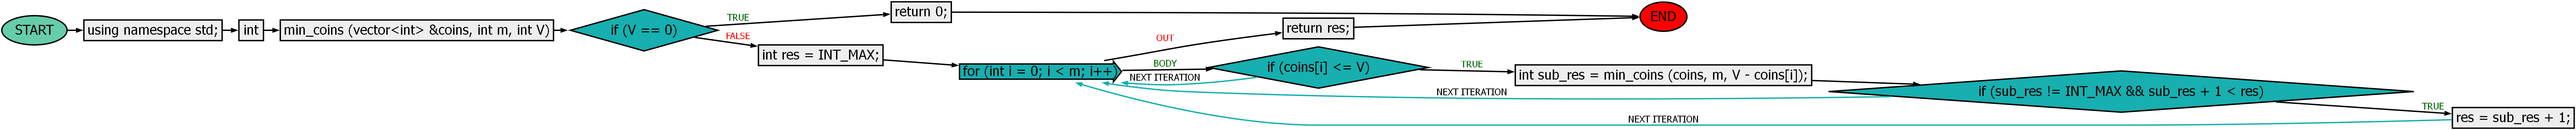 START
using namespace std;
int
min_coins (vector<int> &coins, int m, int V)
if (V == 0)
TRUE
return 0;
END
FALSE
int res = INT_MAX;
for (int i = 0; i < m; i++)
OUT
return res;
BODY
NEXT ITERATION
if (coins[i] <= V)
TRUE
int sub_res = min_coins (coins, m, V - coins[i]);
NEXT ITERATION
if (sub_res != INT_MAX && sub_res + 1 < res)
TRUE
res = sub_res + 1;
NEXT ITERATION